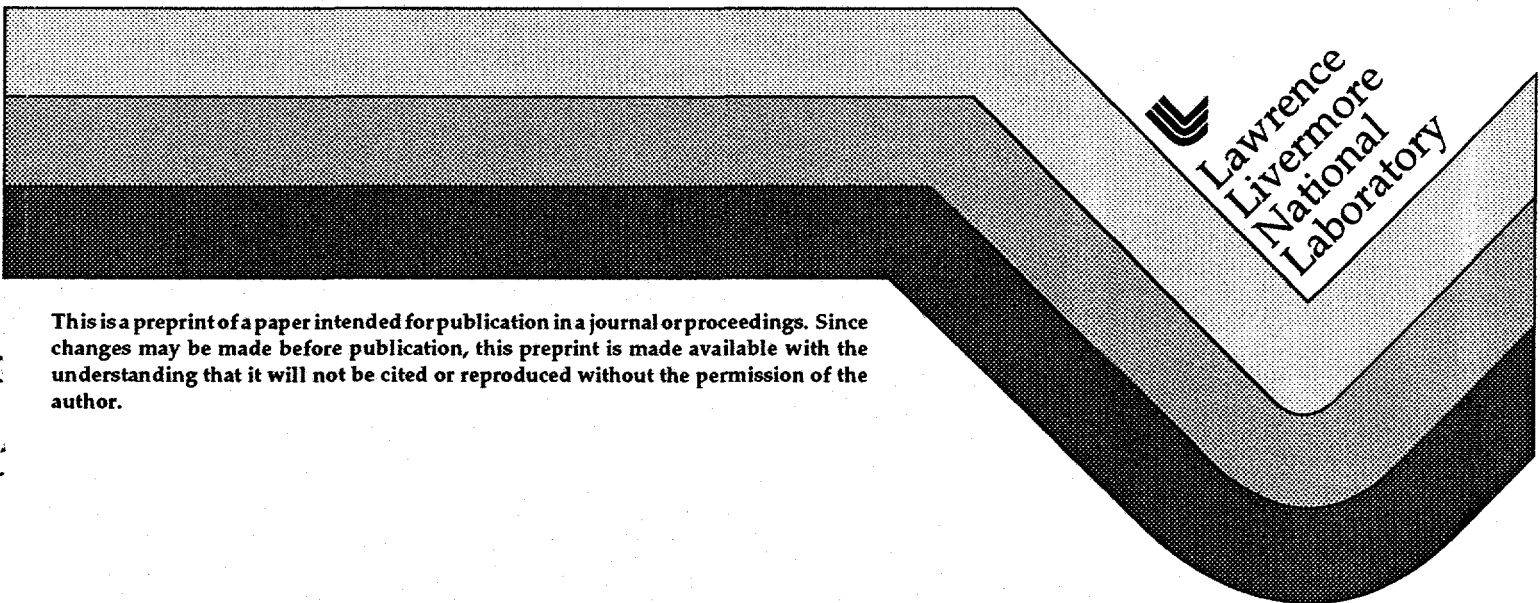 Lawrence
Livermore
National
Laboratory
This is a preprint of a paper intended for publication in a journal or proceedings. Since
changes may be made before publication, this preprint is made available with the
understanding that it will not be cited or reproduced without the permission of the
author.